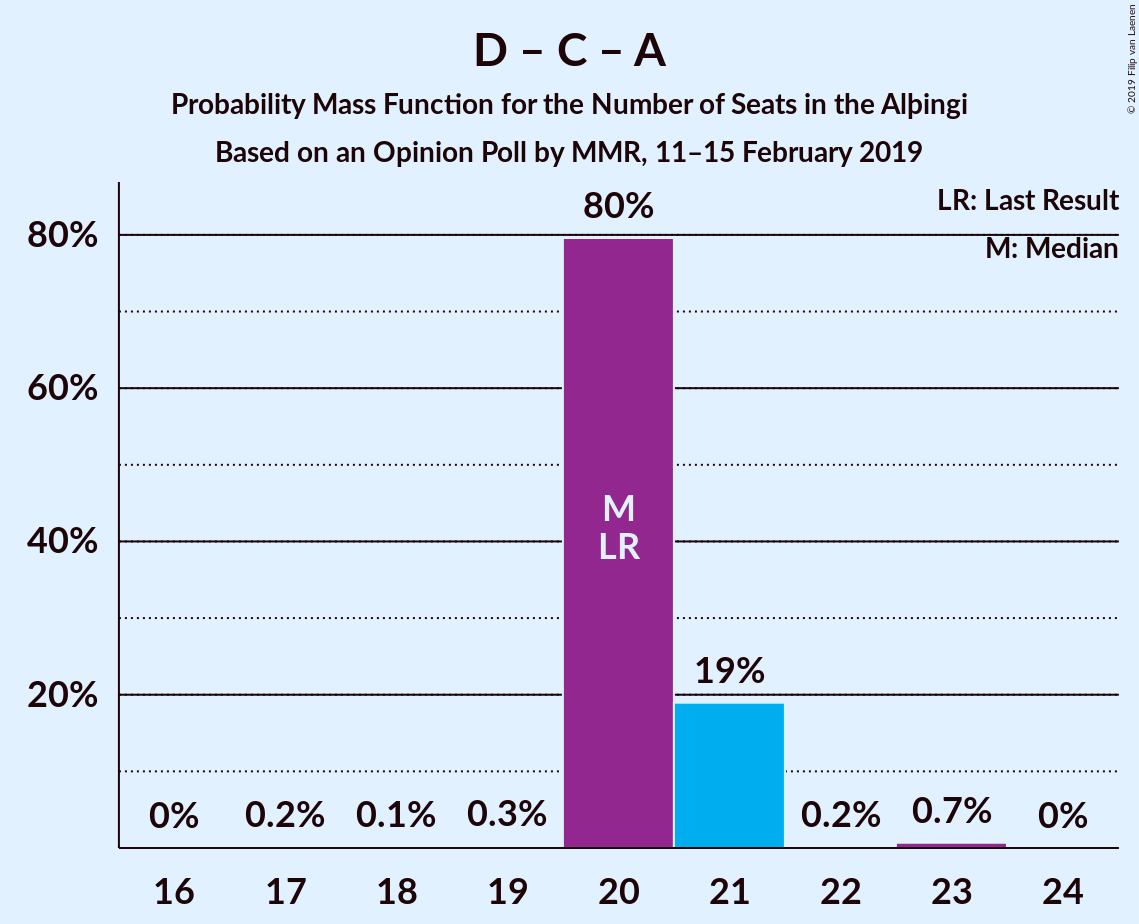 D – C – A
Probability Mass Function for the Number of Seats in the Alþingi
Based on an Opinion Poll by MMR, 11–15 February 2019
© 2019 Filip van Laenen
LR: Last Result
M: Median
80%
60%
40%
20%
0%
0.2%
0.1%
0.3%
80%
M
LR
19%
0.2%
0.7%
0%
16 17 18 19 20 21 22 23 24